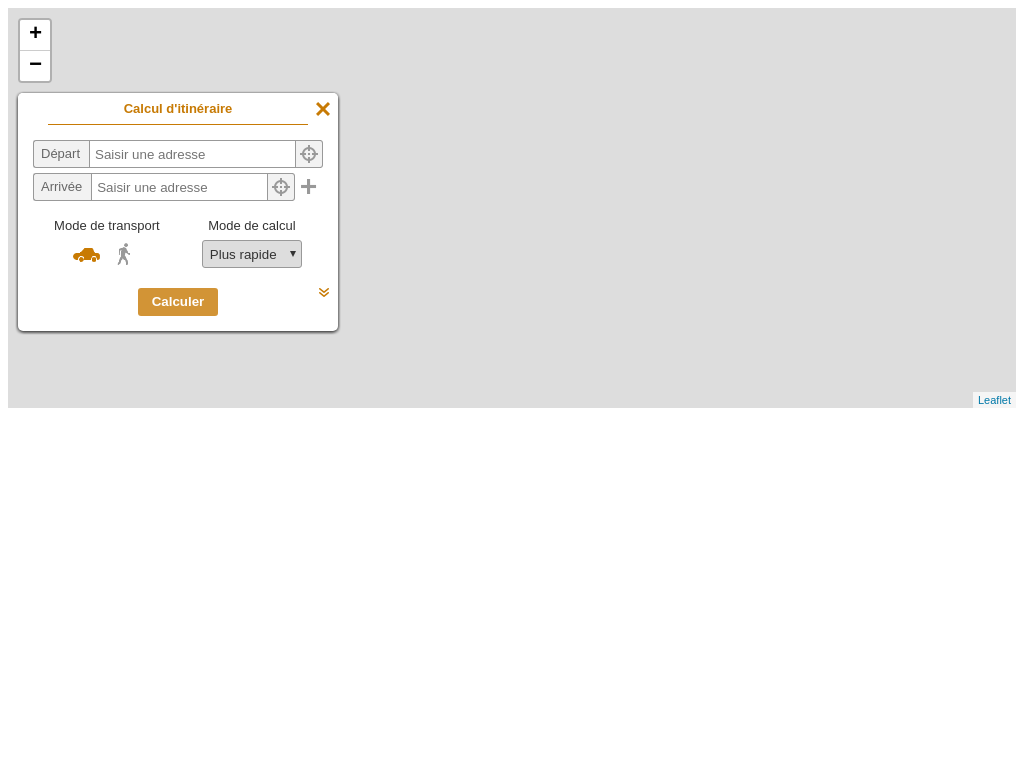 +
−
Calcul d'itinéraire
Départ Saisir une adresse
Arrivée Saisir une adresse
Mode de transport Mode de calcul
Plus rapide
Calculer
Leaflet